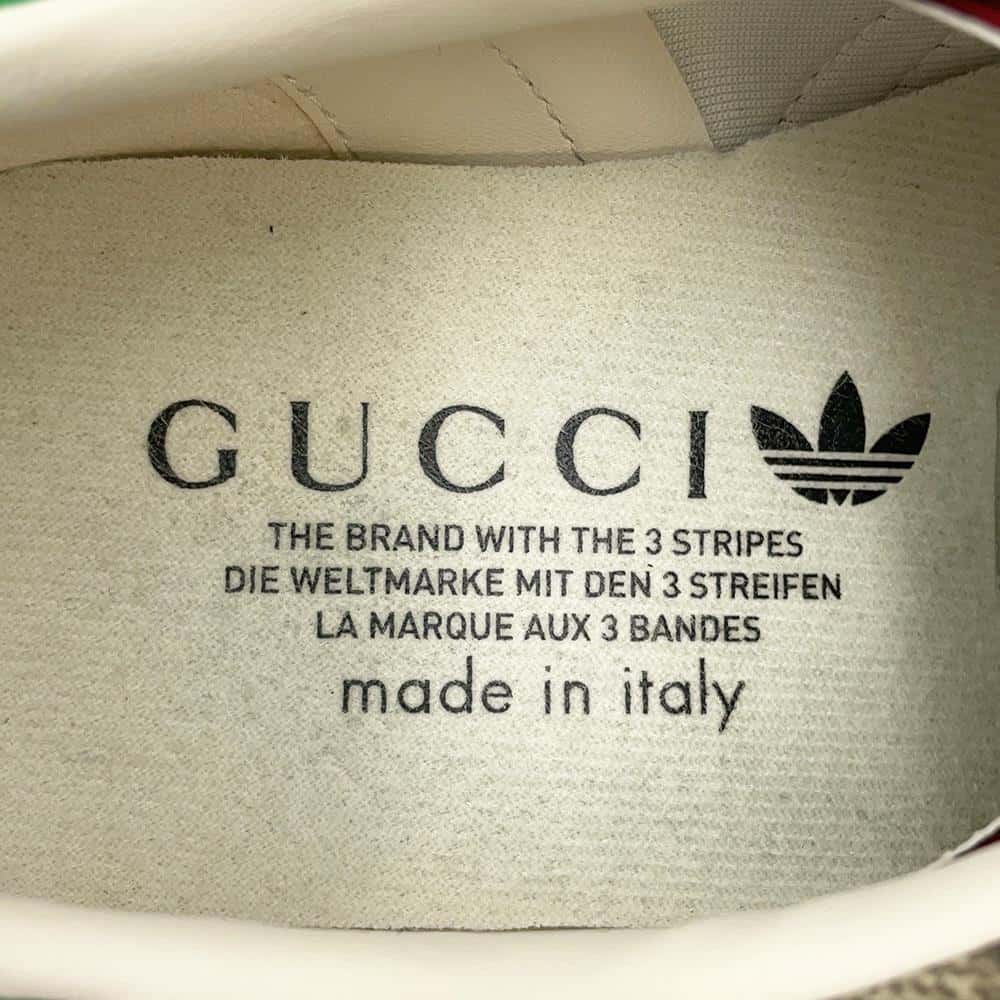 GUCCI
THE BRAND WITH THE 3 STRIPES
DIE WELTMARKE MIT DEN 3 STREIFEN
LA MARQUE AUX 3 BANDES
made in italy